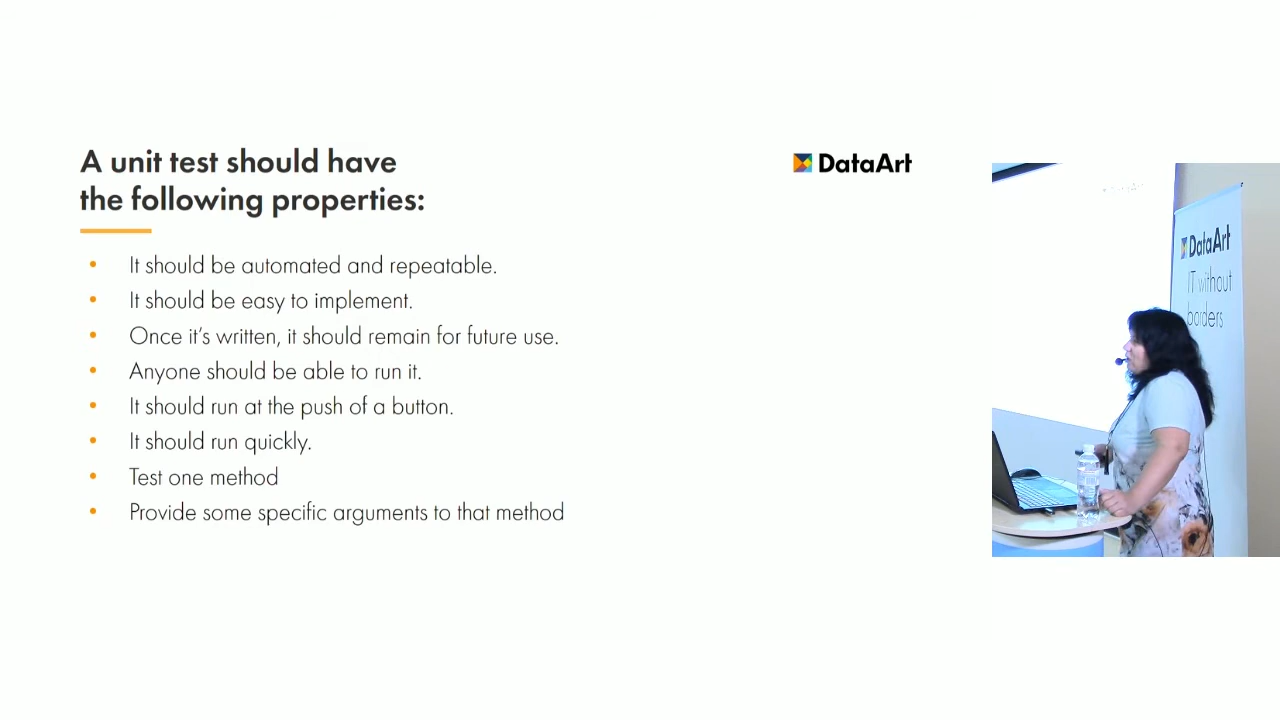 A unit test should have
the following properties:
DataArt
• It should be automated and repeatable.
• It should be easy to implement.
• Once it's written, it should remain for future use.
• Anyone should be able to run it.
• It should run at the push of a button.
• It should run quickly.
• Test one method
• Provide some specific arguments to that method
DataArt
IT without
borders